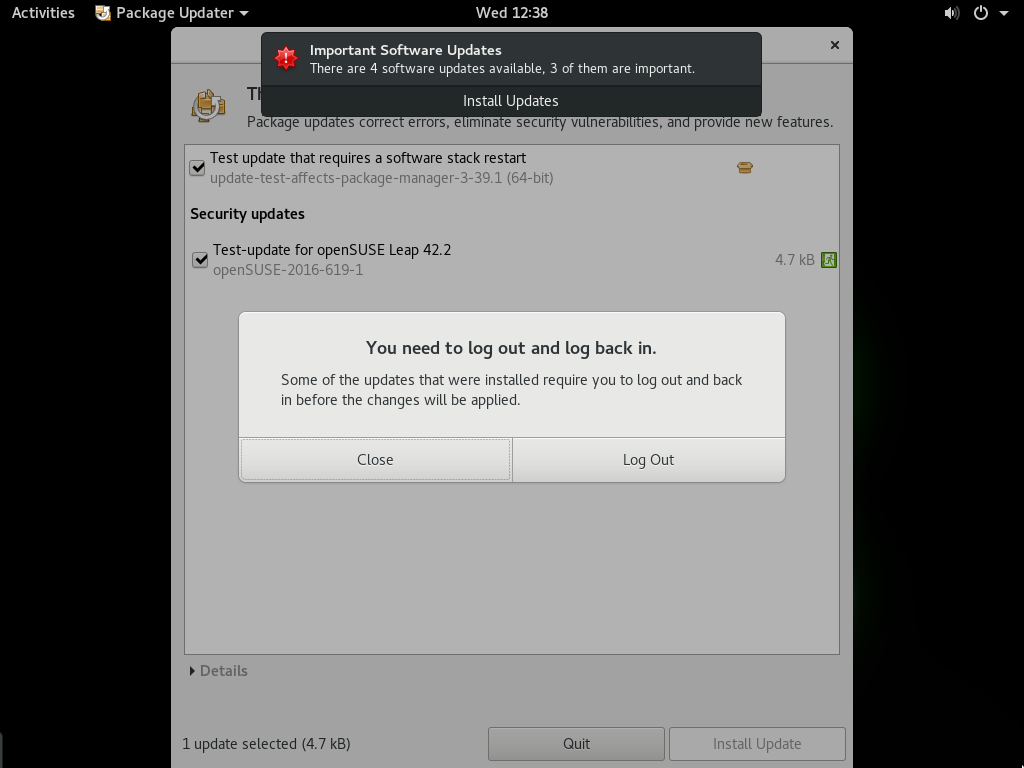 Activities Package Updater Wed 12:38
Important Software Updates
There are 4 software updates available, 3 of them are important.
Install Updates
Package updates correct errors, eliminate security vulnerabilities, and provide new features.
Test update that requires a software stack restart
update-test-affects-package-manager-3-39.1 (64-bit)
Security updates
Test-update for openSUSE Leap 42.2
openSUSE-2016-619-1
4.7 kB
You need to log out and log back in.
Some of the updates that were installed require you to log out and back
in before the changes will be applied.
Close Log Out
Details
1 update selected (4.7 kB) Quit Install Update